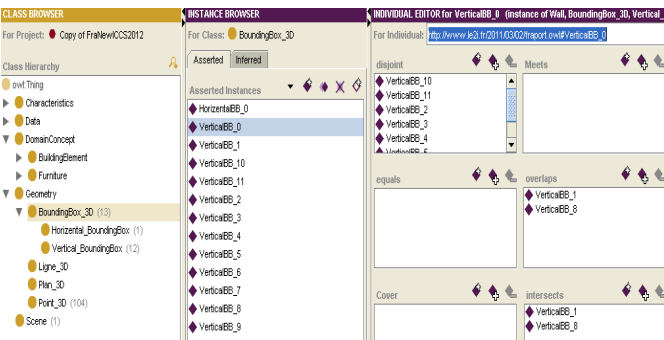 CLASS BROWSER
For Project: Copy of FraNewICCS2012
Class Hierarchy
owl:Thing
Characteristics
Data
DomainConcept
BuildingElement
Furniture
Geometry
BoundingBox_3D (13)
Horizental_BoundingBox (1)
Vertical_BoundingBox (12)
Ligne_3D
Plan_3D
Point_3D (104)
Scene (1)
INSTANCE BROWSER
For Class: BoundingBox_3D
Asserted Inferred
Asserted Instances
HorizentalBB_0
VerticalBB_0
VerticalBB_1
VerticalBB_10
VerticalBB_11
VerticalBB_2
VerticalBB_3
VerticalBB_4
VerticalBB_5
VerticalBB_6
VerticalBB_7
VerticalBB_8
VerticalBB_9
INDIVIDUAL EDITOR for VerticalBB_0 (instance of Wall, BoundingBox_3D, Vertical_
For Individual: http://www.le2i.fr/2011/03/02/fraport.owl#VerticalBB_0
disjoint
VerticalBB_10
VerticalBB_11
VerticalBB_2
VerticalBB_3
VerticalBB_4
VerticalBB_5
Meets
equals
overlaps
VerticalBB_1
VerticalBB_8
Cover
intersects
VerticalBB_1
VerticalBB_8